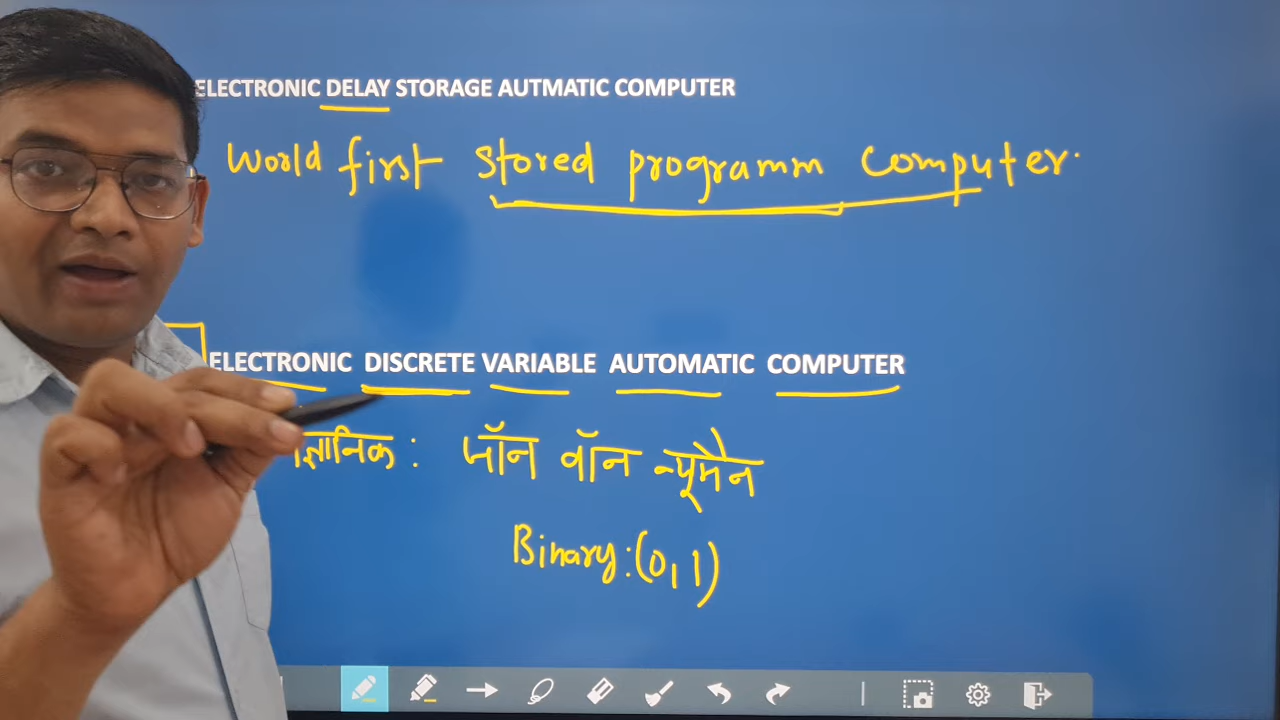 ELECTRONIC DELAY STORAGE AUTMATIC COMPUTER
World first stored programm computer.
ELECTRONIC DISCRETE VARIABLE AUTOMATIC COMPUTER
: जॉन वॉन न्यूमैन
Binary:(0,1)